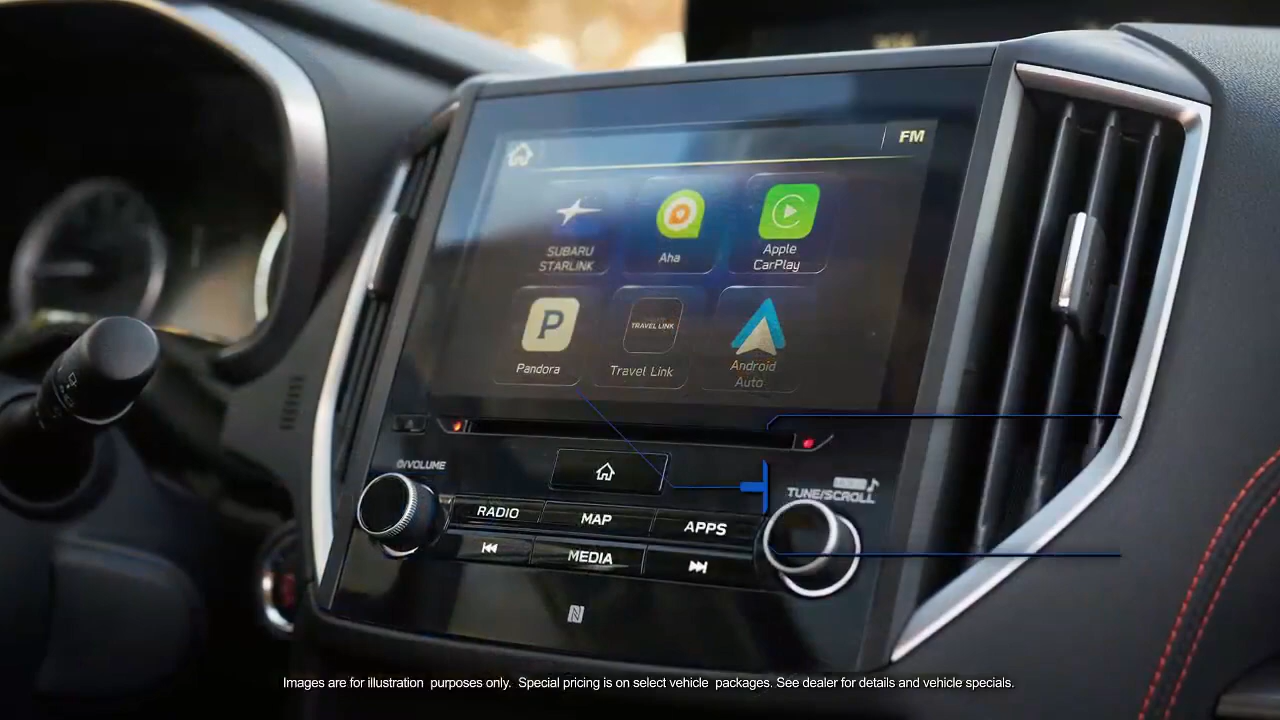 FM
SUBARU
STARLINK
Aha
Apple
CarPlay
P
Pandora
TRAVEL LINK
Travel Link
Android
Auto
/VOLUME
TUNE/SCROLL
RADIO
MAP
APPS
MEDIA
N
Images are for illustration purposes only. Special pricing is on select vehicle packages. See dealer for details and vehicle specials.